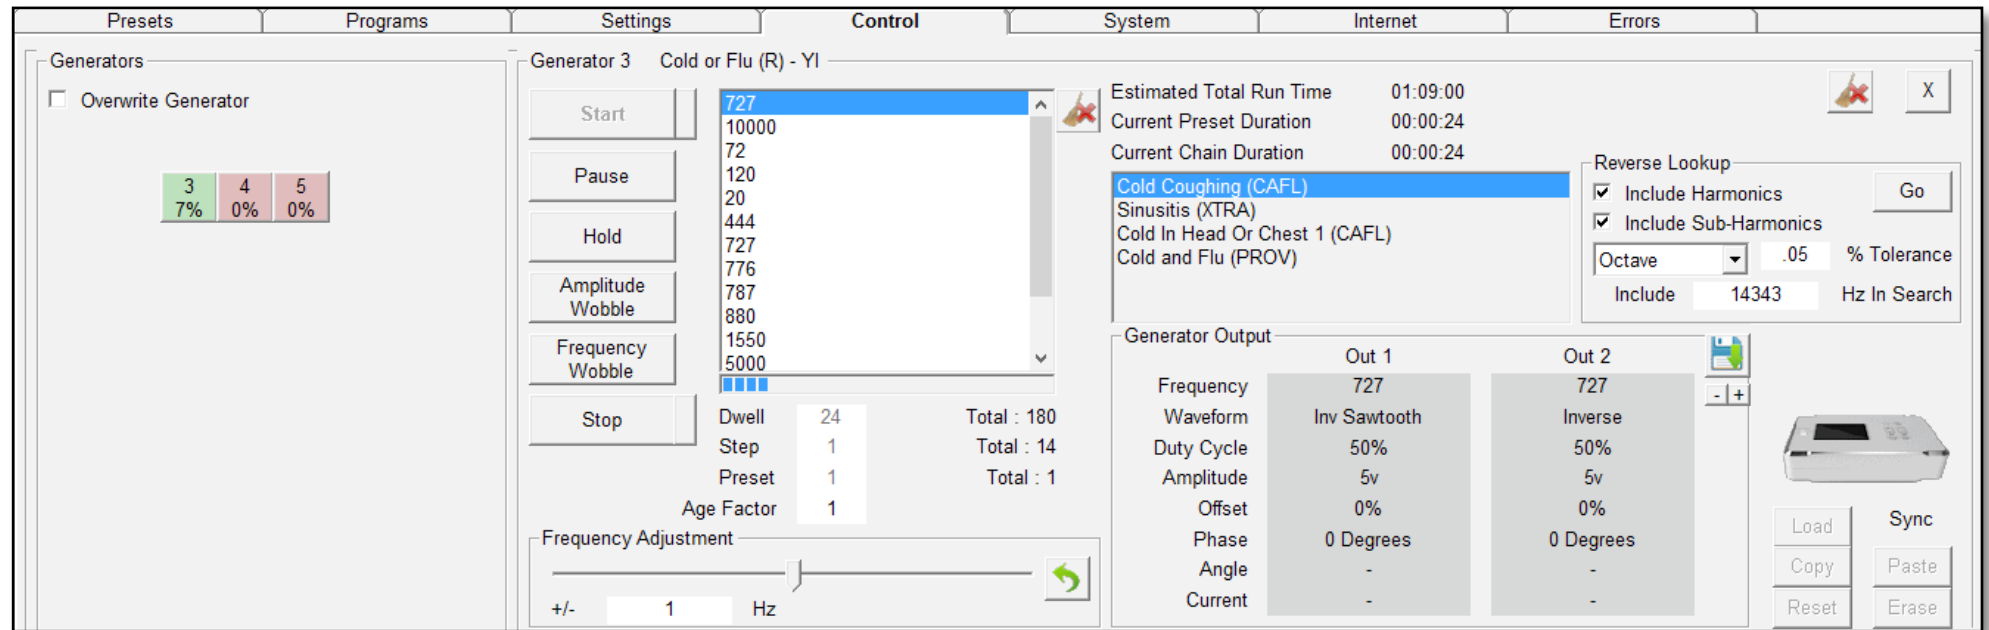 Presets Programs Settings Control System Internet Errors
Generators
Overwrite Generator
3 4 5
7% 0% 0%
Generator 3 Cold or Flu (R) - YI
Start
Pause
Hold
Amplitude
Wobble
Frequency
Wobble
Stop
727
10000
72
120
20
444
727
776
787
880
1550
5000
Dwell 24 Total : 180
Step 1 Total : 14
Preset 1 Total : 1
Age Factor 1
Frequency Adjustment
+/- 1 Hz
Estimated Total Run Time 01:09:00
Current Preset Duration 00:00:24
Current Chain Duration 00:00:24
X
Cold Coughing (CAFL)
Sinusitis (XTRA)
Cold In Head Or Chest 1 (CAFL)
Cold and Flu (PROV)
Reverse Lookup
Include Harmonics Go
Include Sub-Harmonics
Octave .05 % Tolerance
Include 14343 Hz In Search
Generator Output
Out 1 Out 2
Frequency 727 727
Waveform Inv Sawtooth Inverse
Duty Cycle 50% 50%
Amplitude 5v 5v
Offset 0% 0%
Phase 0 Degrees 0 Degrees
Angle - -
Current - -
- +
Load Sync
Copy Paste
Reset Erase